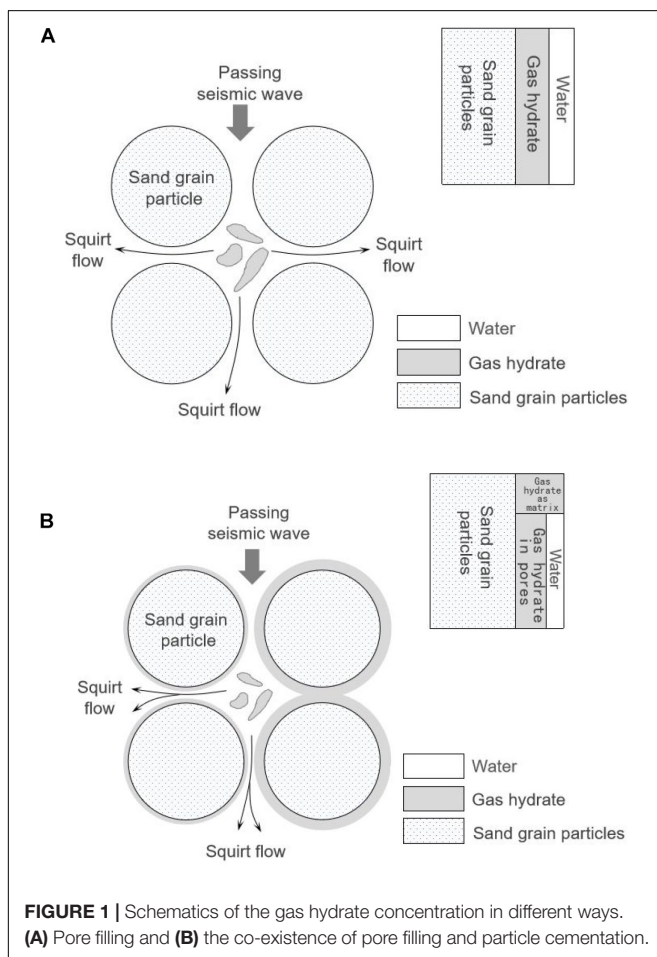 A
Passing
seismic wave
Sand grain
particle
Squirt
flow
Squirt
flow
Squirt flow
Sand grain
particles
Gas hydrate
Water
Water
Gas hydrate
Sand grain particles
B
Passing
seismic wave
Sand grain
particle
Squirt
flow
Squirt flow
Sand grain
particles
Gas
hydrate
as
matrix
Gas hydrate
in pores
Water
Water
Gas hydrate
Sand grain particles
FIGURE 1 | Schematics of the gas hydrate concentration in different ways.
(A) Pore filling and (B) the co-existence of pore filling and particle cementation.